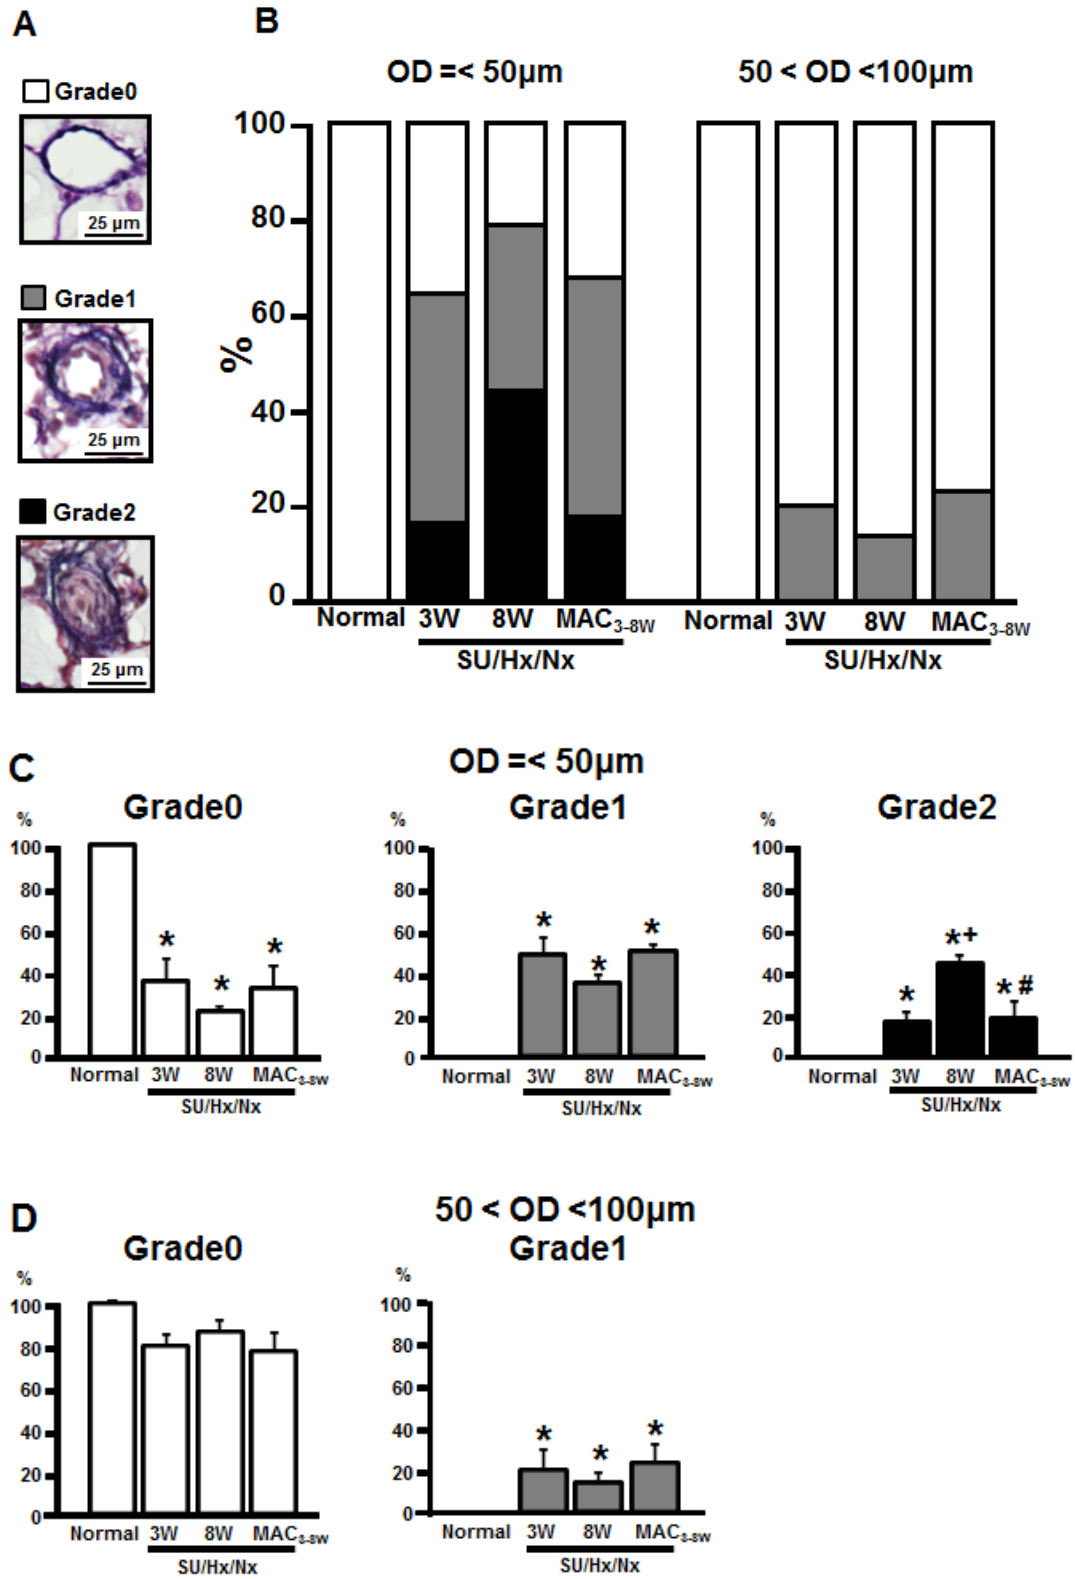 A
B
Grade0
25 µm
Grade1
25 µm
Grade2
25 µm
OD =< 50µm
50 < OD <100µm
%
100
80
60
40
20
0
Normal 3W 8W MAC3-8W
SU/Hx/Nx
Normal 3W 8W MAC3-8W
SU/Hx/Nx
C
OD =< 50µm
Grade0
%
100
80
60
40
20
0
* * *
Normal 3W 8W MAC3-8W
SU/Hx/Nx
Grade1
%
100
80
60
40
20
0
* * *
Normal 3W 8W MAC3-8W
SU/Hx/Nx
Grade2
%
100
80
60
40
20
0
* *+ *#
Normal 3W 8W MAC3-8W
SU/Hx/Nx
D
50 < OD <100µm
Grade0
%
100
80
60
40
20
0
Normal 3W 8W MAC3-8W
SU/Hx/Nx
Grade1
%
100
80
60
40
20
0
* * *
Normal 3W 8W MAC3-8W
SU/Hx/Nx